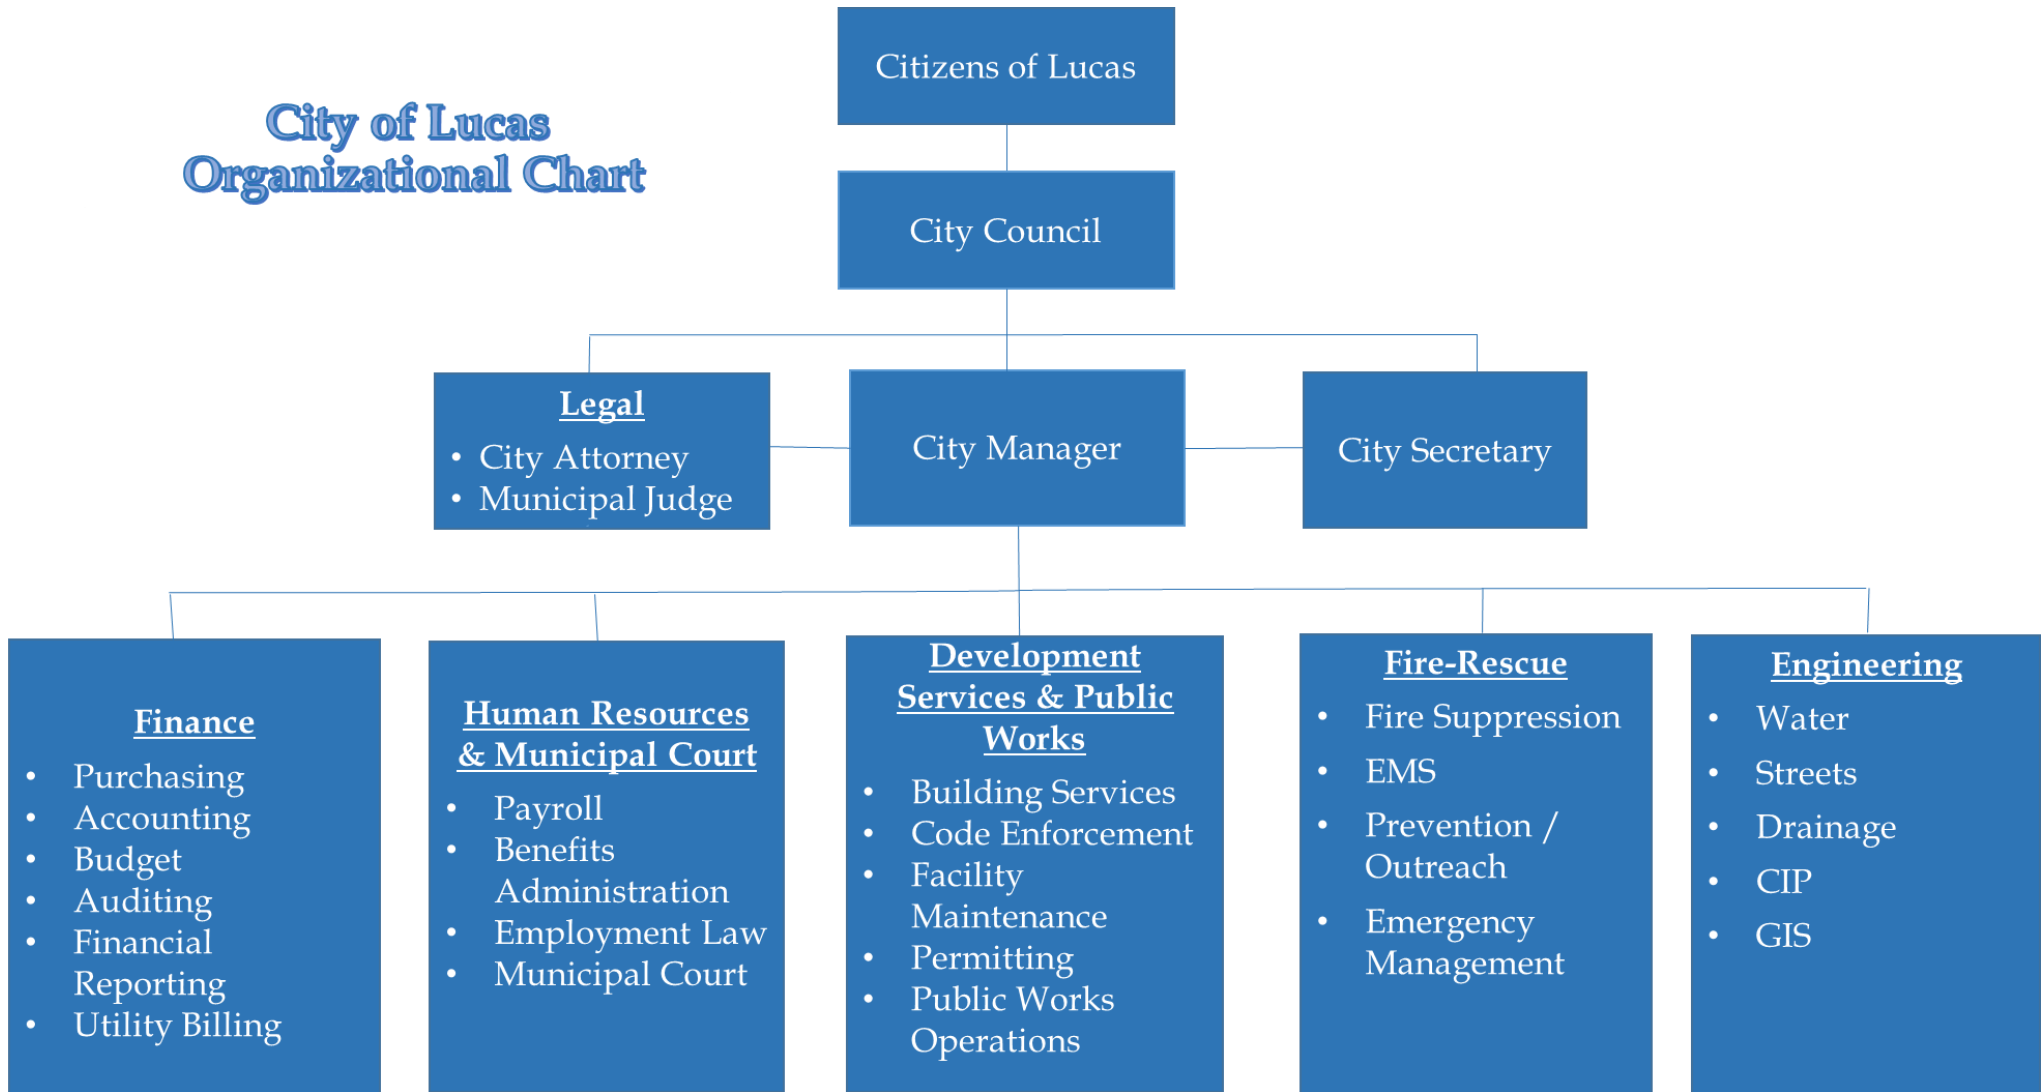 City of Lucas
Organizational Chart
Citizens of Lucas
City Council
Legal
• City Attorney
• Municipal Judge
City Manager
City Secretary
Finance
• Purchasing
• Accounting
• Budget
• Auditing
• Financial
Reporting
• Utility Billing
Human Resources
& Municipal Court
• Payroll
• Benefits
Administration
• Employment Law
• Municipal Court
Development
Services & Public
Works
• Building Services
• Code Enforcement
• Facility
Maintenance
• Permitting
• Public Works
Operations
Fire-Rescue
• Fire Suppression
• EMS
• Prevention /
Outreach
• Emergency
Management
Engineering
• Water
• Streets
• Drainage
• CIP
• GIS